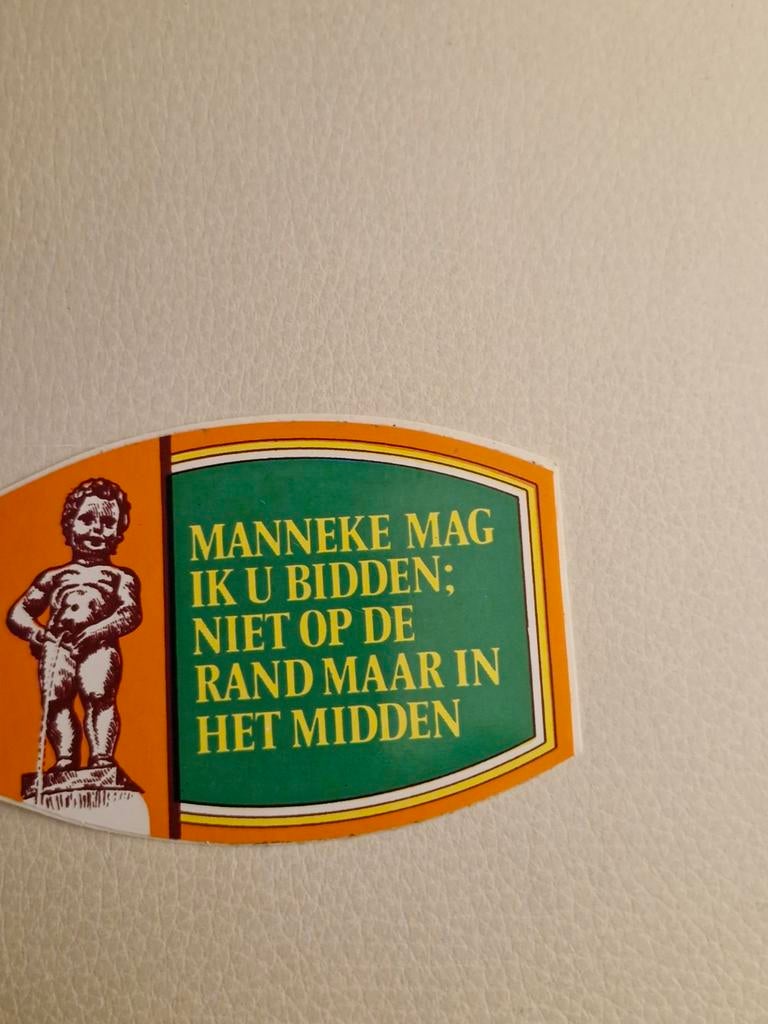 MANNEKE MAG
IK U BIDDEN;
NIET OP DE
RAND MAAR IN
HET MIDDEN